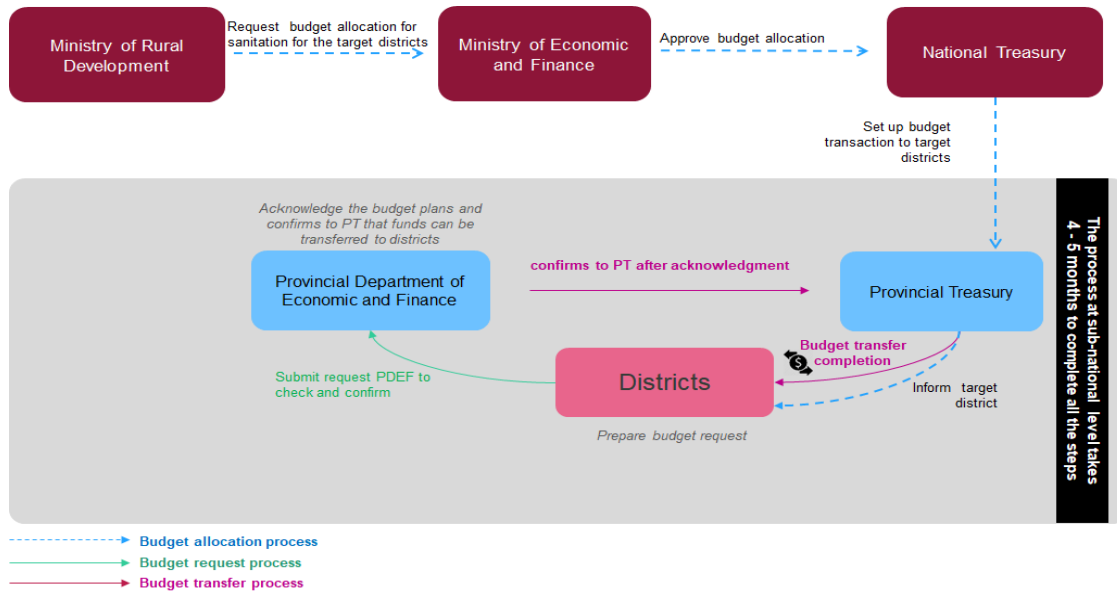 Ministry of Rural
Development
Request budget allocation for
sanitation for the target districts
Ministry of Economic
and Finance
Approve budget allocation
National Treasury
Set up budget
transaction to target
districts
Acknowledge the budget plans and
confirms to PT that funds can be
transferred to districts
Provincial Department of
Economic and Finance
confirms to PT after acknowledgment
Provincial Treasury
Budget transfer
completion
$
Inform target
district
Districts
Prepare budget request
Submit request PDEF to
check and confirm
The process at sub-national level takes
4 - 5 months to complete all the steps
Budget allocation process
Budget request process
Budget transfer process